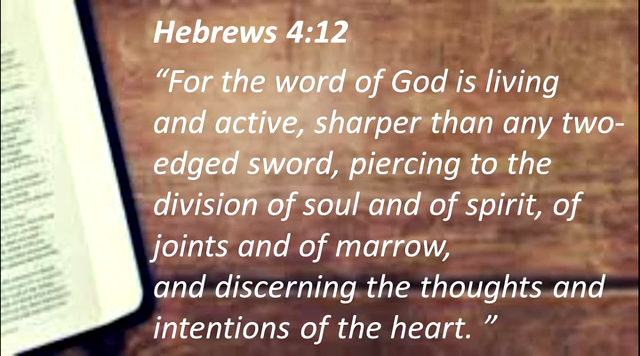 Hebrews 4:12
“For the word of God is living
and active, sharper than any two-
edged sword, piercing to the
division of soul and of spirit, of
joints and of marrow,
and discerning the thoughts and
intentions of the heart. ”